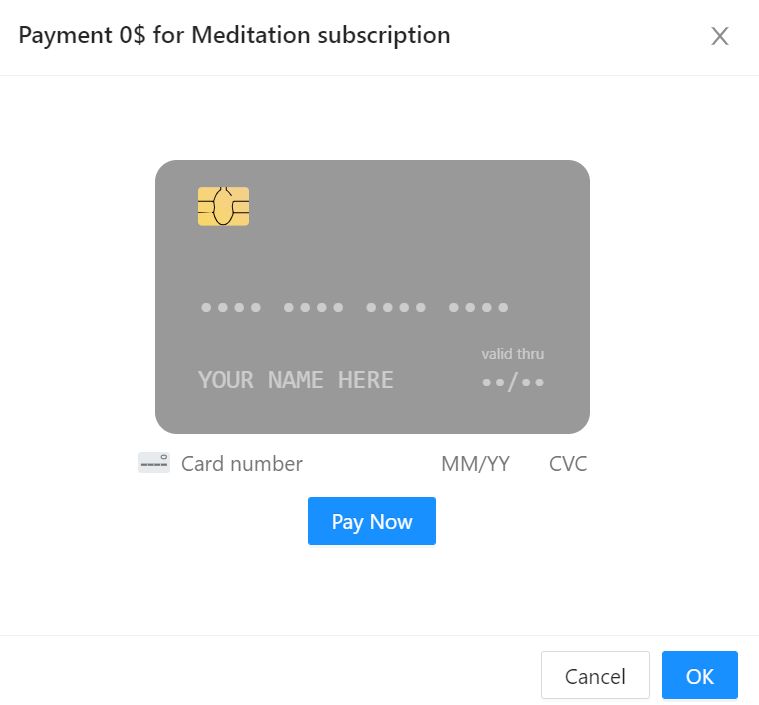 Payment 0$ for Meditation subscription
•••• •••• •••• ••••
valid thru
YOUR NAME HERE ••/••
Card number MM/YY CVC
Pay Now
Cancel OK